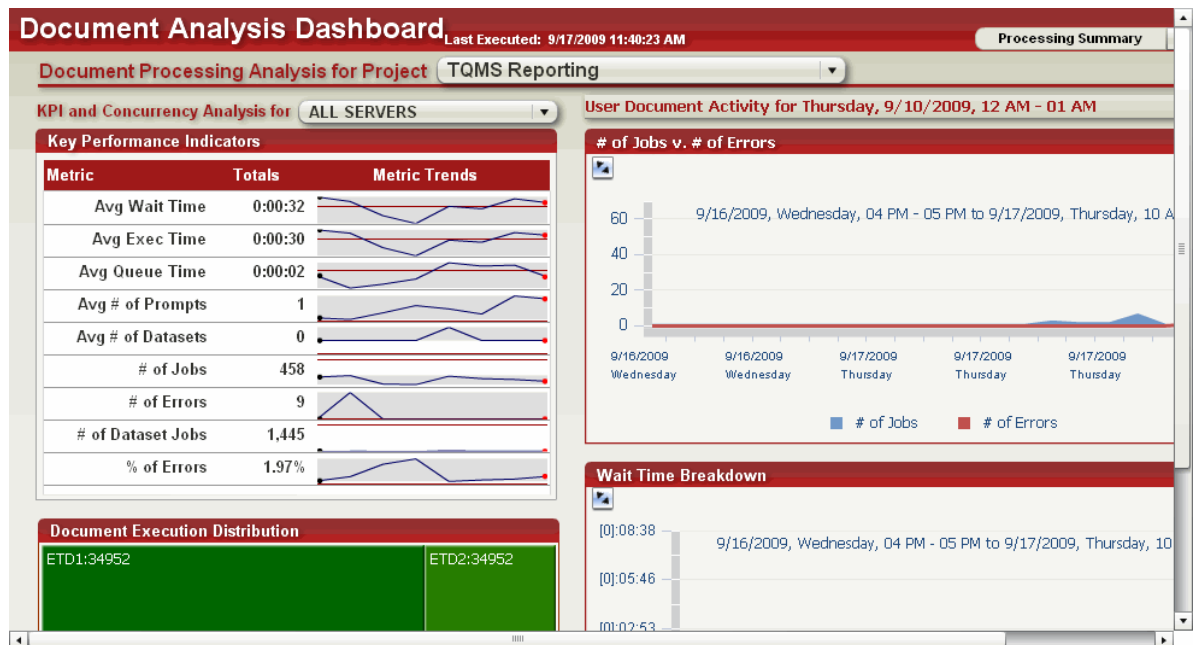 Document Analysis Dashboard Last Executed: 9/17/2009 11:40:23 AM
Processing Summary
Document Processing Analysis for Project TQMS Reporting
KPI and Concurrency Analysis for ALL SERVERS
Key Performance Indicators
Metric Totals Metric Trends
Avg Wait Time 0:00:32
Avg Exec Time 0:00:30
Avg Queue Time 0:00:02
Avg # of Prompts 1
Avg # of Datasets 0
# of Jobs 458
# of Errors 9
# of Dataset Jobs 1,445
% of Errors 1.97%
Document Execution Distribution
ETD1:34952 ETD2:34952
User Document Activity for Thursday, 9/10/2009, 12 AM - 01 AM
# of Jobs v. # of Errors
9/16/2009, Wednesday, 04 PM - 05 PM to 9/17/2009, Thursday, 10 A
60
40
20
0
9/16/2009 9/16/2009 9/17/2009 9/17/2009 9/17/2009
Wednesday Wednesday Thursday Thursday Thursday
# of Jobs # of Errors
Wait Time Breakdown
[0]:08:38
9/16/2009, Wednesday, 04 PM - 05 PM to 9/17/2009, Thursday, 10
[0]:05:46
[0]:02:53